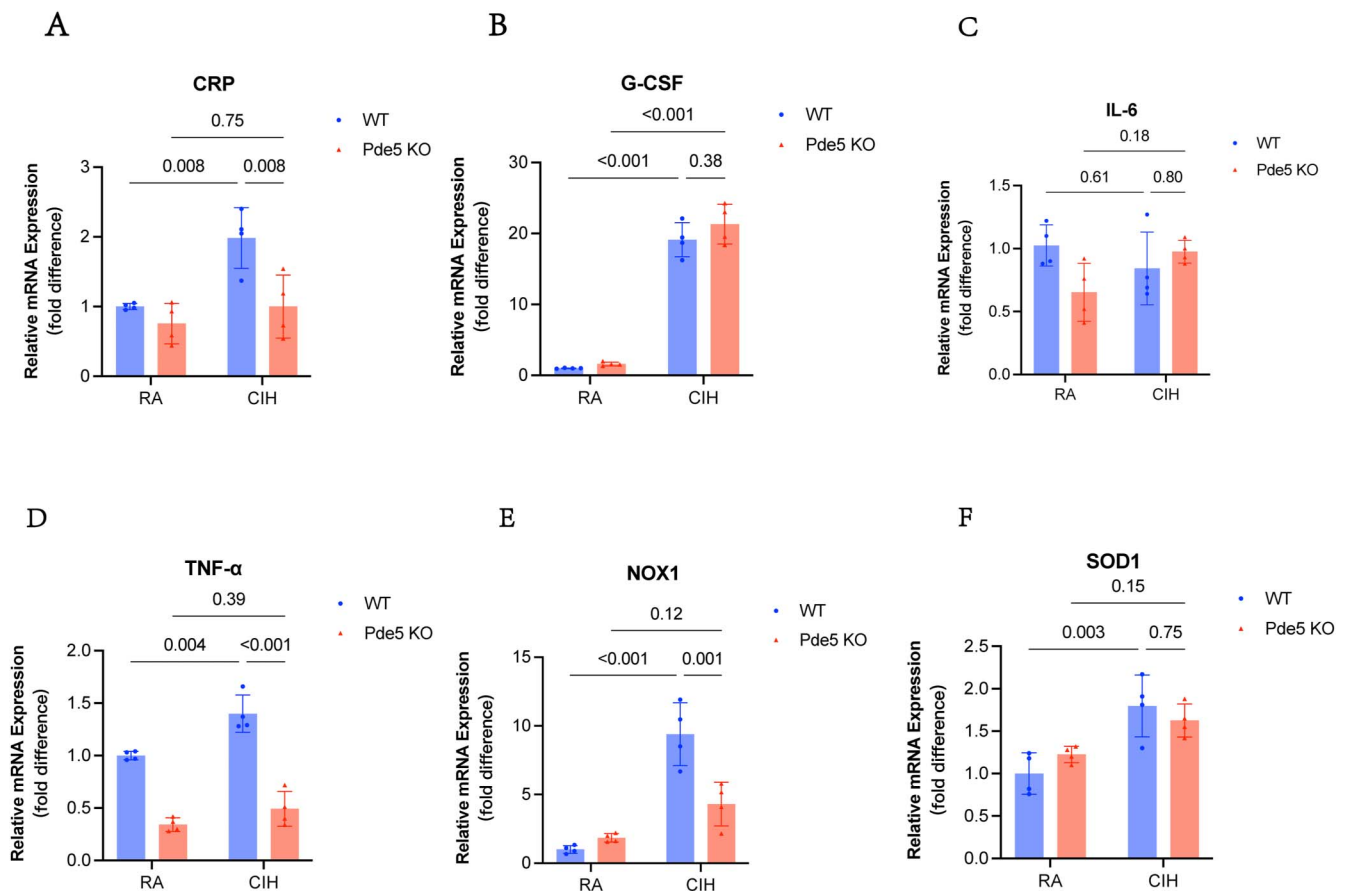 A
CRP
WT
Pde5 KO
0.75
0.008
0.008
Relative mRNA Expression
(fold difference)
3
2
1
0
RA
CIH
B
G-CSF
WT
Pde5 KO
<0.001
<0.001
0.38
Relative mRNA Expression
(fold difference)
30
20
10
0
RA
CIH
C
IL-6
WT
Pde5 KO
0.18
0.61
0.80
Relative mRNA Expression
(fold difference)
1.5
1.0
0.5
0.0
RA
CIH
D
TNF-α
WT
Pde5 KO
0.39
0.004
<0.001
Relative mRNA Expression
(fold difference)
2.0
1.5
1.0
0.5
0.0
RA
CIH
E
NOX1
WT
Pde5 KO
0.12
<0.001
0.001
Relative mRNA Expression
(fold difference)
15
10
5
0
RA
CIH
F
SOD1
WT
Pde5 KO
0.15
0.003
0.75
Relative mRNA Expression
(fold difference)
2.5
2.0
1.5
1.0
0.5
0.0
RA
CIH